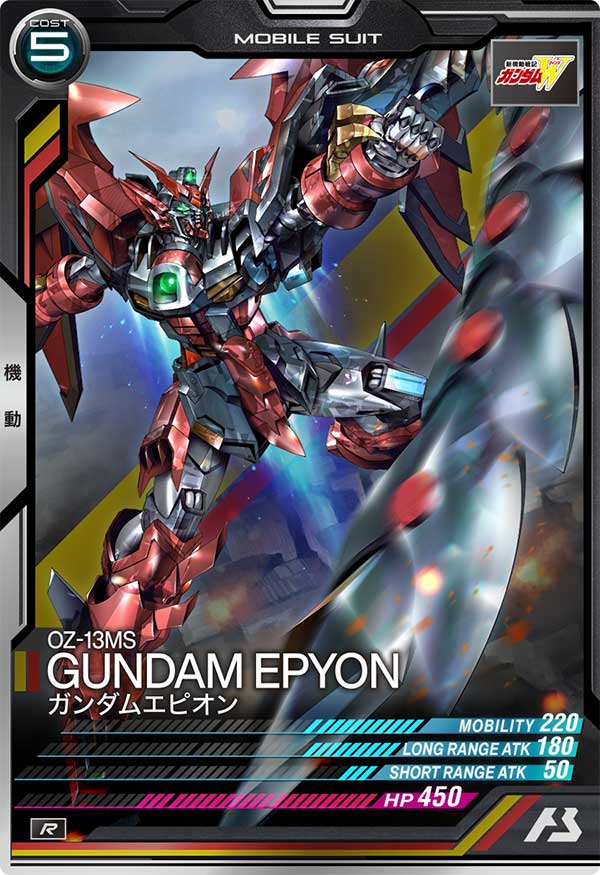 COST
5
MOBILE SUIT
新機動戦記
ガンダムW
機動
OZ-13MS
GUNDAM EPYON
ガンダムエピオン
MOBILITY 220
LONG RANGE ATK 180
SHORT RANGE ATK 50
HP 450
R